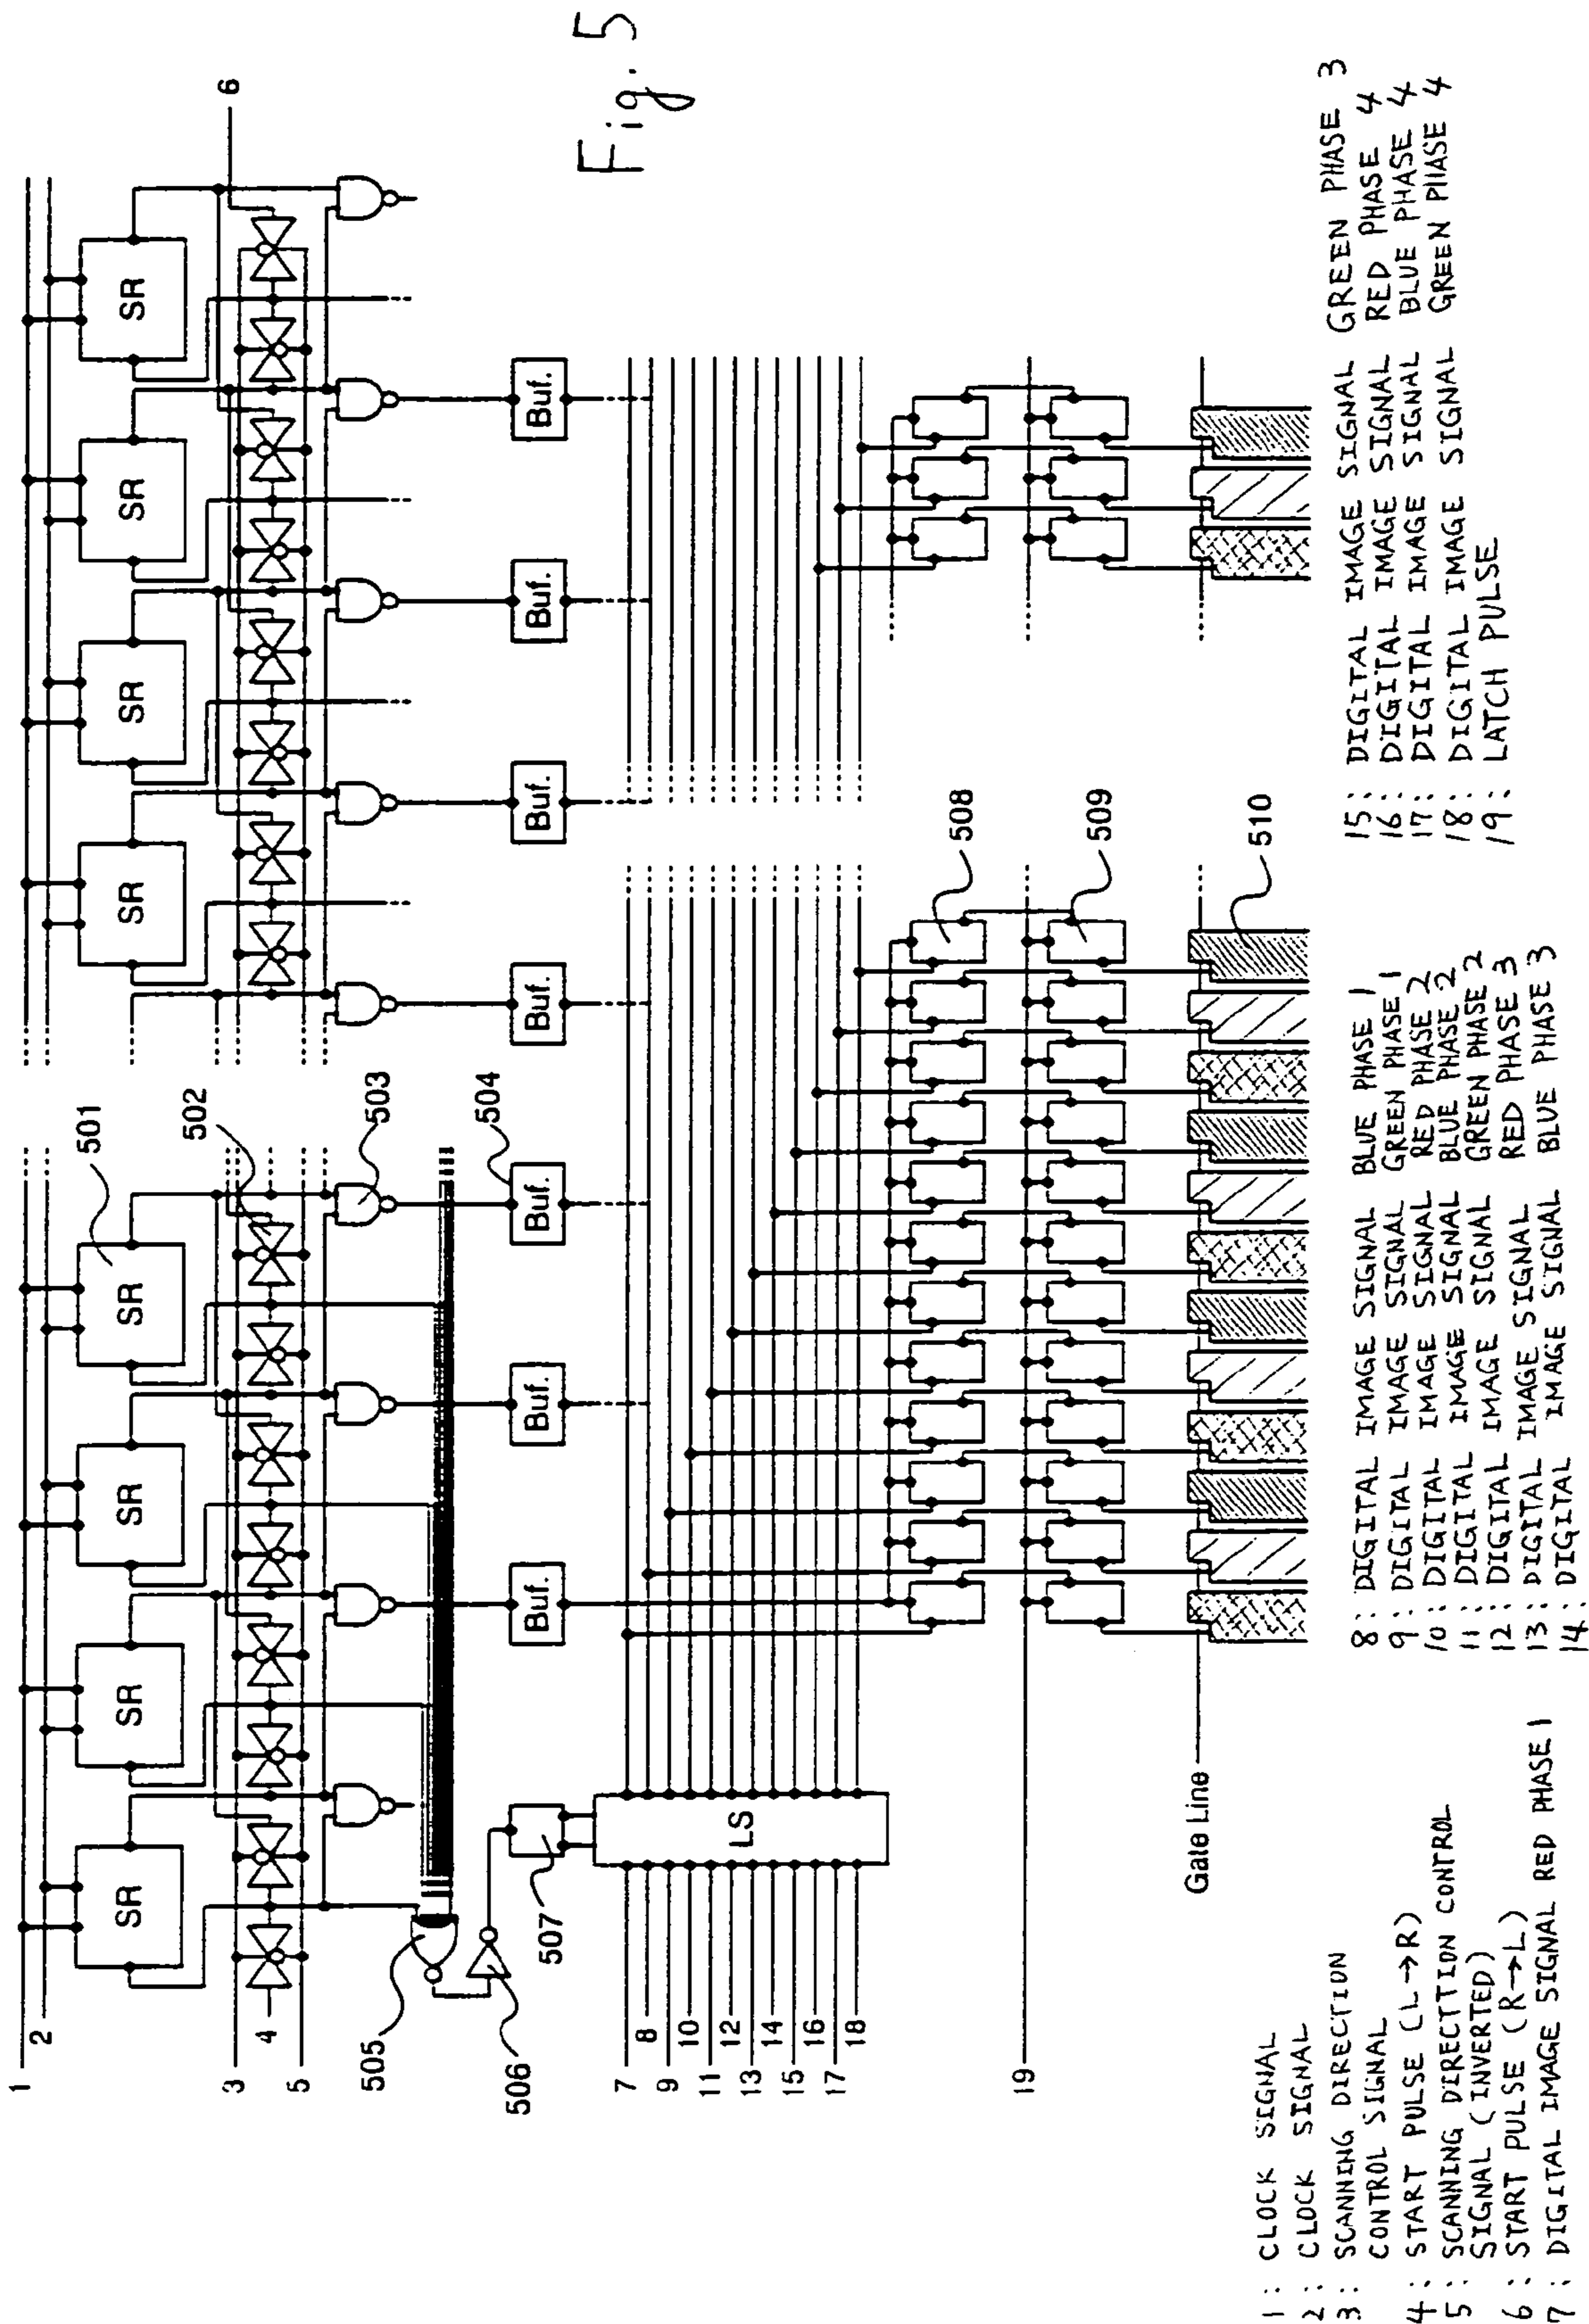 Fig. 5
1
2
3
4
5
6
SR
SR
SR
SR
SR
SR
SR
SR
501
502
503
504
505
506
507
Buf.
Buf.
Buf.
Buf.
Buf.
Buf.
Buf.
LS
7
8
9
10
11
12
13
14
15
16
17
18
19
508
509
510
Gate Line
1 : CLOCK SIGNAL
2 : CLOCK SIGNAL
3 : SCANNING DIRECTION
CONTROL SIGNAL
4 : START PULSE (L→R)
5 : SCANNING DIRECTTION CONTROL
SIGNAL (INVERTED)
6 : START PULSE (R→L)
7 : DIGITAL IMAGE SIGNAL RED PHASE 1
8 : DIGITAL IMAGE SIGNAL BLUE PHASE 1
9 : DIGITAL IMAGE SIGNAL GREEN PHASE 1
10 : DIGITAL IMAGE SIGNAL RED PHASE 2
11 : DIGITAL IMAGE SIGNAL BLUE PHASE 2
12 : DIGITAL IMAGE SIGNAL GREEN PHASE 2
13 : DIGITAL IMAGE SIGNAL RED PHASE 3
14 : DIGITAL IMAGE SIGNAL BLUE PHASE 3
15 : DIGITAL IMAGE SIGNAL GREEN PHASE 3
16 : DIGITAL IMAGE SIGNAL RED PHASE 4
17 : DIGITAL IMAGE SIGNAL BLUE PHASE 4
18 : DIGITAL IMAGE SIGNAL GREEN PHASE 4
19 : LATCH PULSE